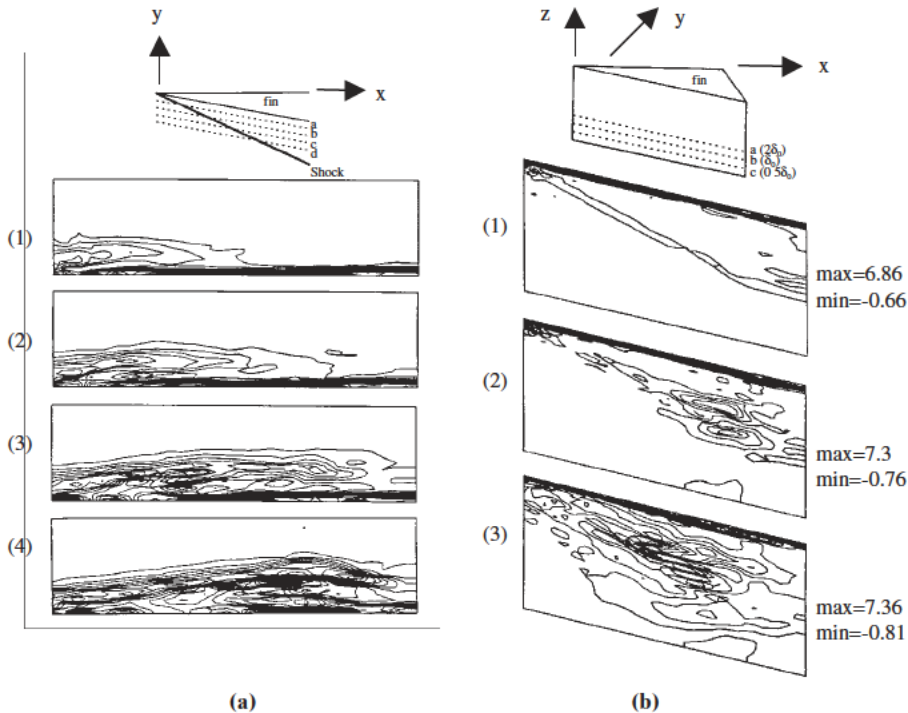 y
x
fin
a
b
c
d
Shock
(1)
(2)
(3)
(4)
(a)
z
y
x
fin
a (2δ₀)
b (δ₀)
c (0 5δ₀)
(1)
max=6.86
min=-0.66
(2)
max=7.3
min=-0.76
(3)
max=7.36
min=-0.81
(b)